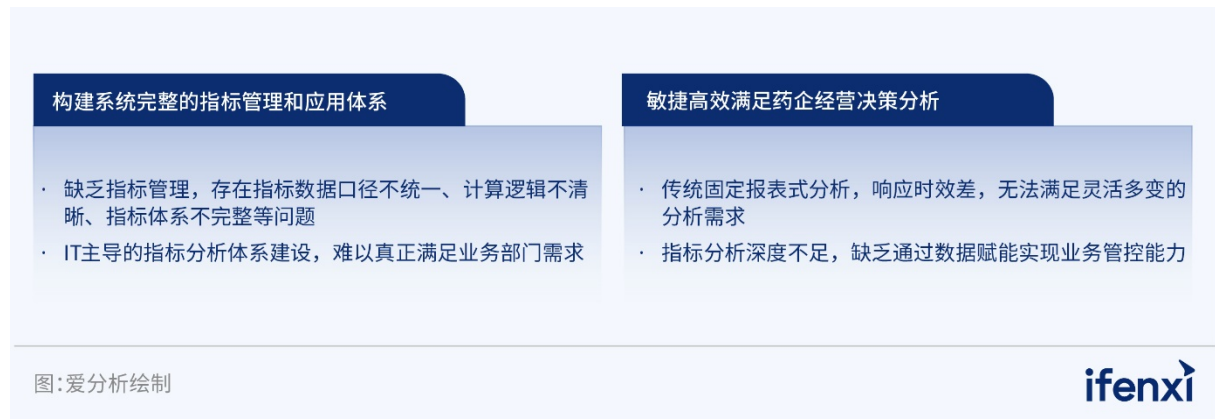 构建系统完整的指标管理和应用体系
· 缺乏指标管理，存在指标数据口径不统一、计算逻辑不清
晰、指标体系不完整等问题
· IT主导的指标分析体系建设，难以真正满足业务部门需求
敏捷高效满足药企经营决策分析
· 传统固定报表式分析，响应时效差，无法满足灵活多变的
分析需求
· 指标分析深度不足，缺乏通过数据赋能实现业务管控能力
图:爱分析绘制
ifenxi